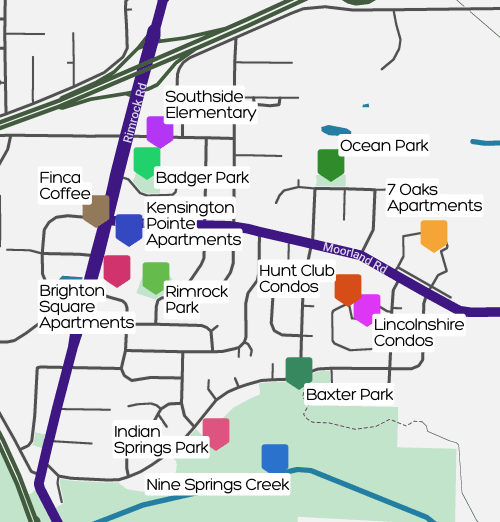 Southside
Elementary
Rimrock Rd
Ocean Park
Badger Park
Finca
Coffee
7 Oaks
Apartments
Kensington
Pointe
Apartments
Moorland Rd
Hunt Club
Condos
Brighton
Square
Apartments
Rimrock
Park
Lincolnshire
Condos
Baxter Park
Indian
Springs Park
Nine Springs Creek